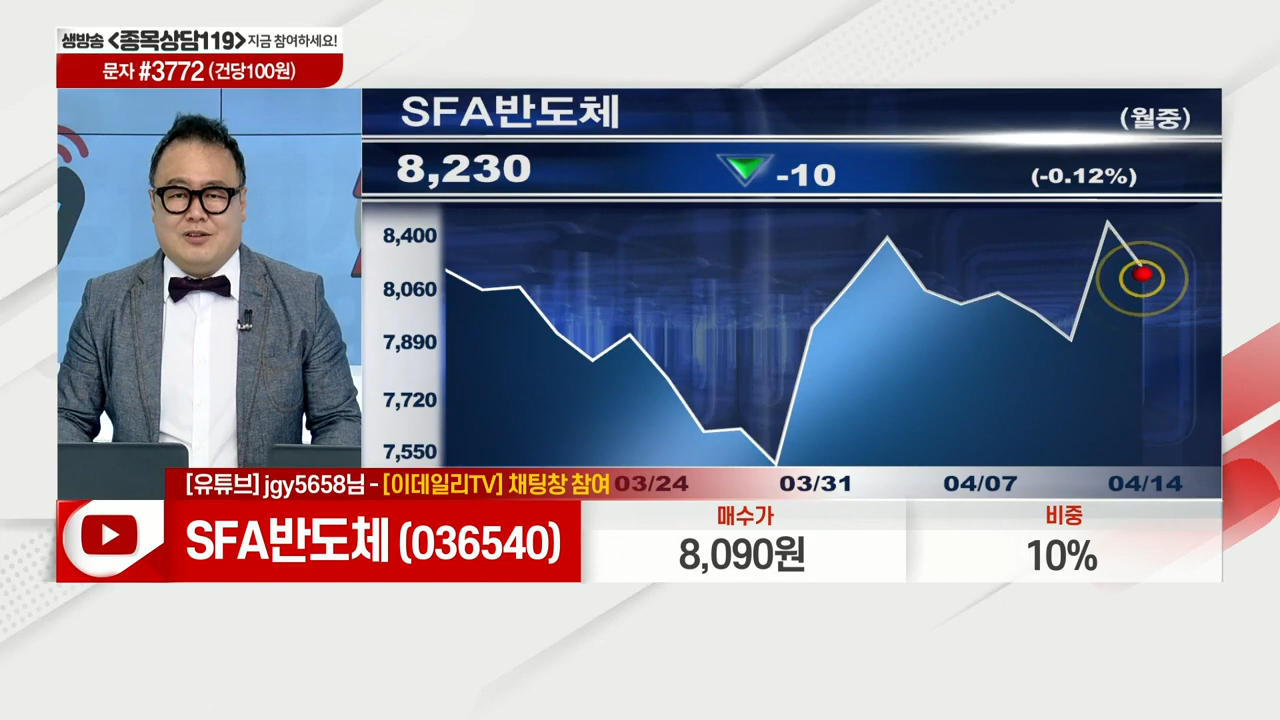 생방송 <종목상담119> 지금 참여하세요!
문자 #3772 (건당100원)
SFA반도체
(월중)
8,230
-10
(-0.12%)
8,400
8,060
7,890
7,720
7,550
03/24
03/31
04/07
04/14
[유튜브] jgy5658님 - [이데일리TV] 채팅창 참여
SFA반도체 (036540)
매수가
8,090원
비중
10%